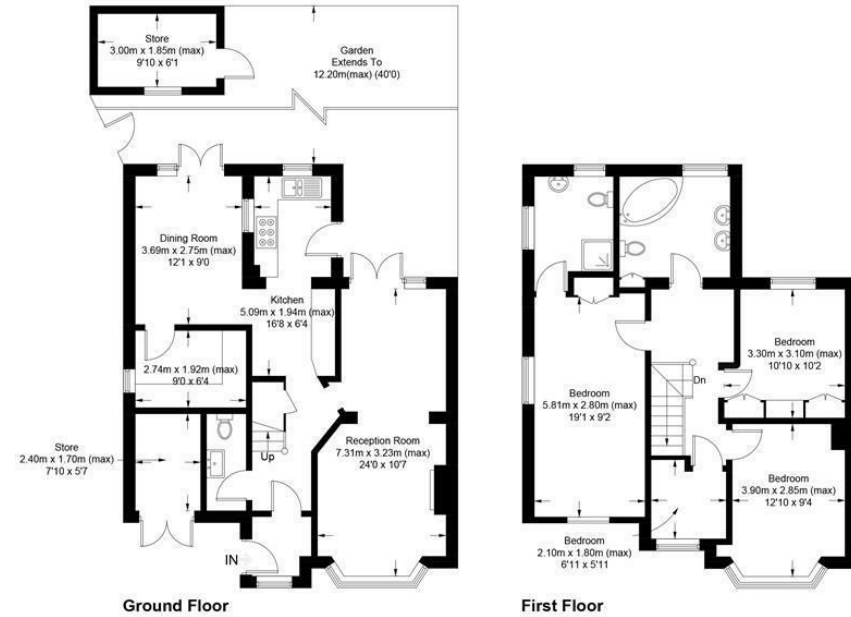 Store
3.00m x 1.85m (max)
9'10 x 6'1
Garden
Extends To
12.20m(max) (40'0)
Dining Room
3.69m x 2.75m (max)
12'1 x 9'0
Kitchen
5.09m x 1.94m (max)
16'8 x 6'4
2.74m x 1.92m (max)
9'0 x 6'4
Store
2.40m x 1.70m (max)
7'10 x 5'7
Up
Reception Room
7.31m x 3.23m (max)
24'0 x 10'7
IN
Ground Floor
Bedroom
5.81m x 2.80m (max)
19'1 x 9'2
Dn
Bedroom
3.30m x 3.10m (max)
10'10 x 10'2
Bedroom
3.90m x 2.85m (max)
12'10 x 9'4
Bedroom
2.10m x 1.80m (max)
6'11 x 5'11
First Floor